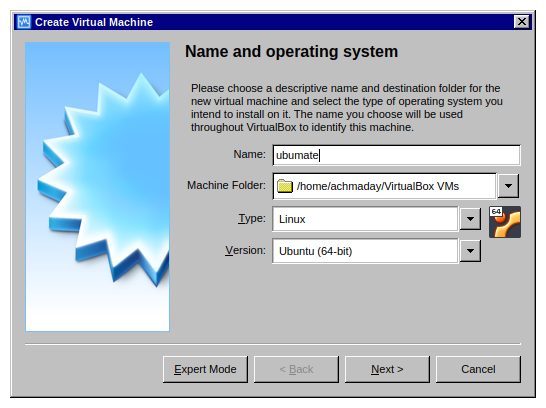 Create Virtual Machine
Name and operating system
Please choose a descriptive name and destination folder for the
new virtual machine and select the type of operating system you
intend to install on it. The name you choose will be used
throughout VirtualBox to identify this machine.
Name: ubumate
Machine Folder: /home/achmaday/VirtualBox VMs
Type: Linux
64
Version: Ubuntu (64-bit)
Expert Mode < Back Next > Cancel